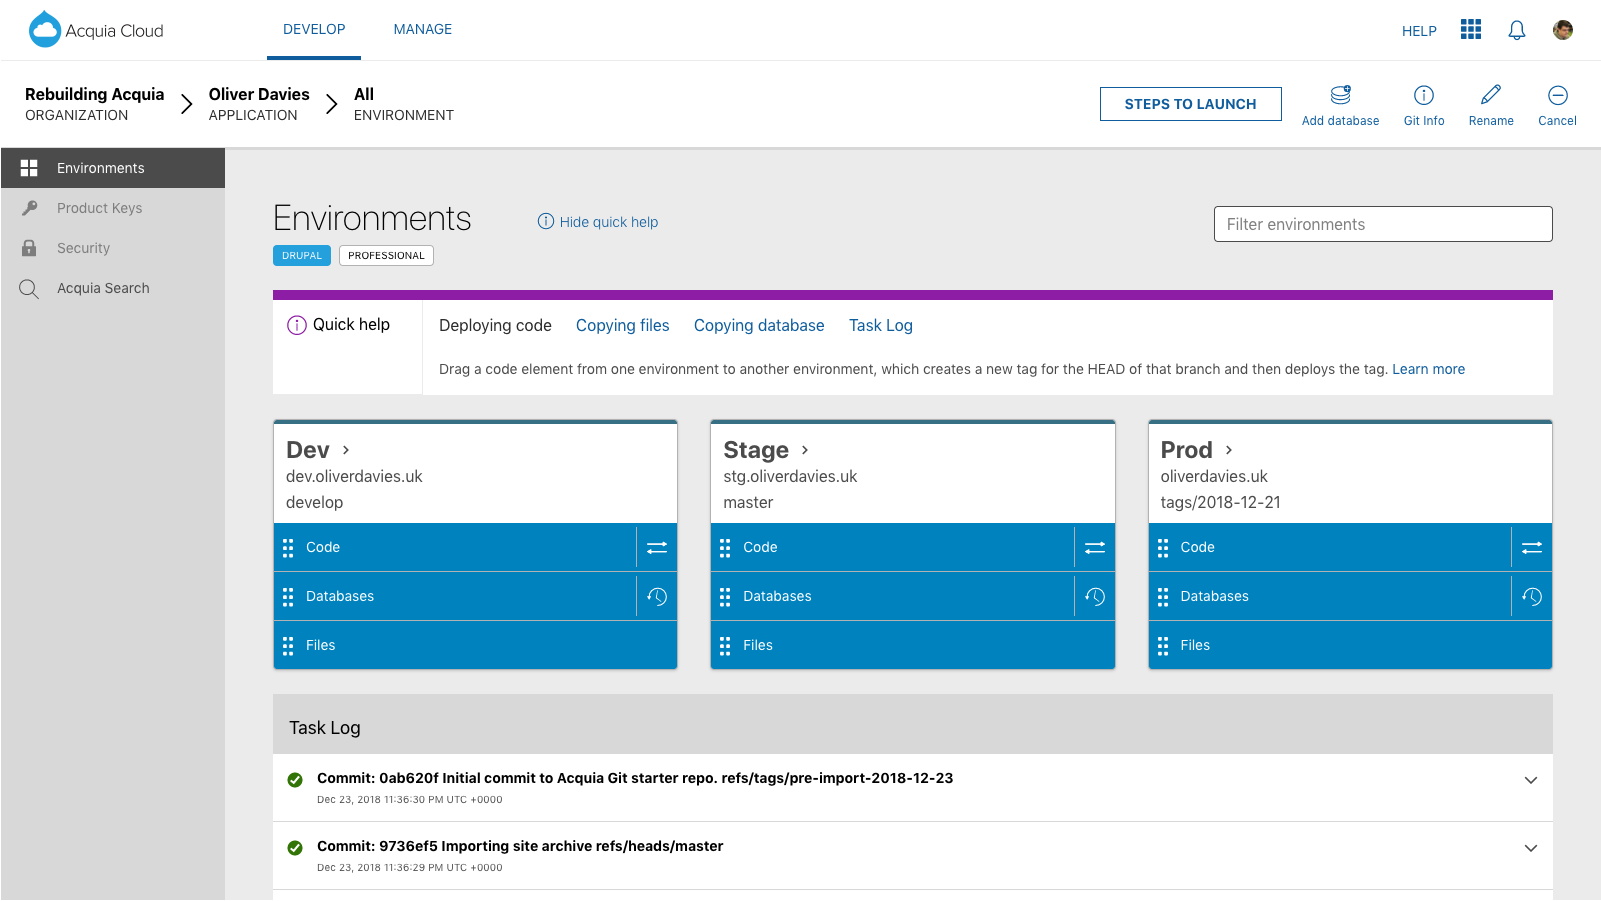 Acquia Cloud
DEVELOP
MANAGE
HELP
Rebuilding Acquia
ORGANIZATION
Oliver Davies
APPLICATION
All
ENVIRONMENT
STEPS TO LAUNCH
Add database
Git Info
Rename
Cancel
Environments
Product Keys
Security
Acquia Search
Environments
Hide quick help
Filter environments
DRUPAL
PROFESSIONAL
Quick help
Deploying code
Copying files
Copying database
Task Log
Drag a code element from one environment to another environment, which creates a new tag for the HEAD of that branch and then deploys the tag. Learn more
Dev
dev.oliverdavies.uk
develop
Code
Databases
Files
Stage
stg.oliverdavies.uk
master
Code
Databases
Files
Prod
oliverdavies.uk
tags/2018-12-21
Code
Databases
Files
Task Log
Commit: 0ab620f Initial commit to Acquia Git starter repo. refs/tags/pre-import-2018-12-23
Dec 23, 2018 11:36:30 PM UTC +0000
Commit: 9736ef5 Importing site archive refs/heads/master
Dec 23, 2018 11:36:29 PM UTC +0000